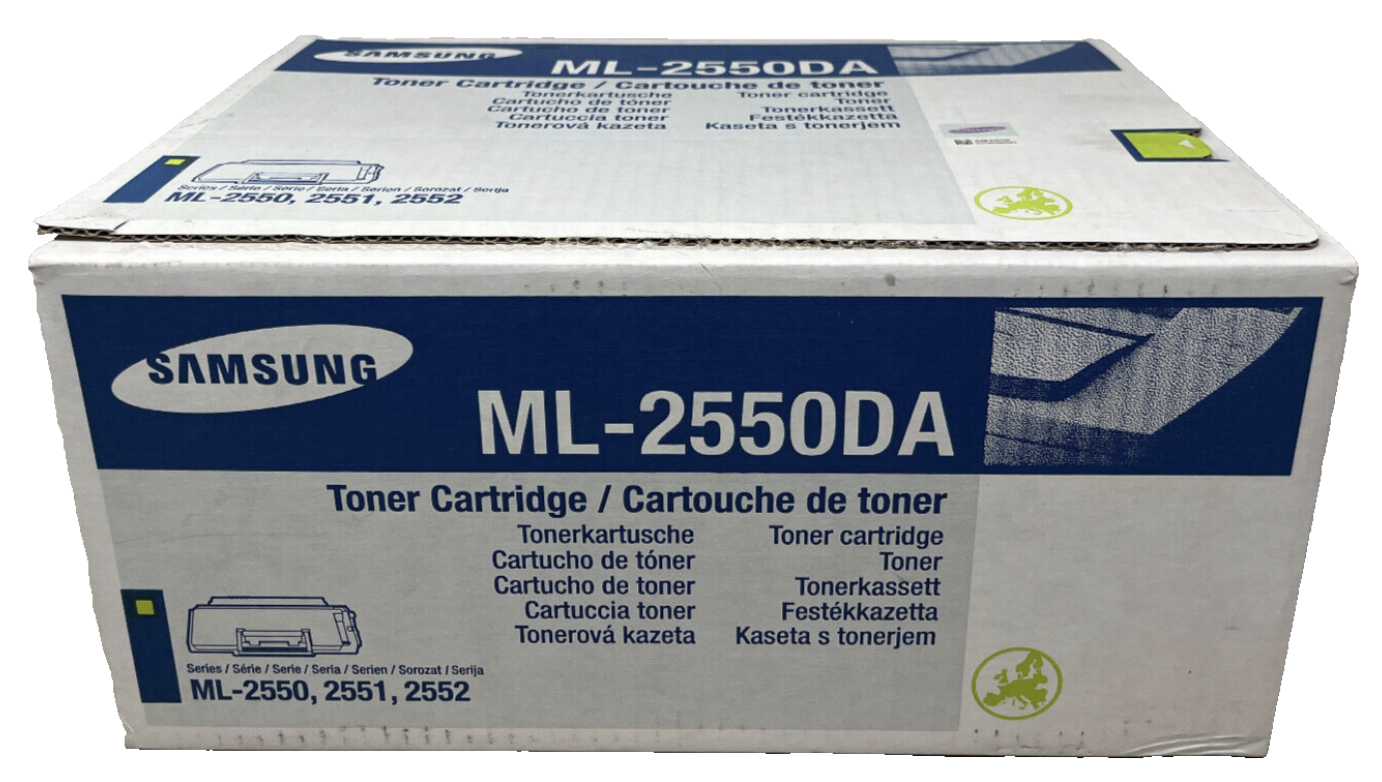 SAMSUNG
ML-2550DA
Toner Cartridge / Cartouche de toner
Tonerkartusche Toner cartridge
Cartucho de tóner Toner
Cartucho de toner Tonerkassett
Cartuccia toner Festékkazetta
Tonerová kazeta Kaseta s tonerjem
Series / Série / Serie / Seria / Serien / Sorozat / Serija
ML-2550, 2551, 2552
SAMSUNG
ML-2550DA
Toner Cartridge / Cartouche de toner
Tonerkartusche Toner cartridge
Cartucho de tóner Toner
Cartucho de toner Tonerkassett
Cartuccia toner Festékkazetta
Tonerová kazeta Kaseta s tonerjem
Series / Série / Serie / Seria / Serien / Sorozat / Serija
ML-2550, 2551, 2552